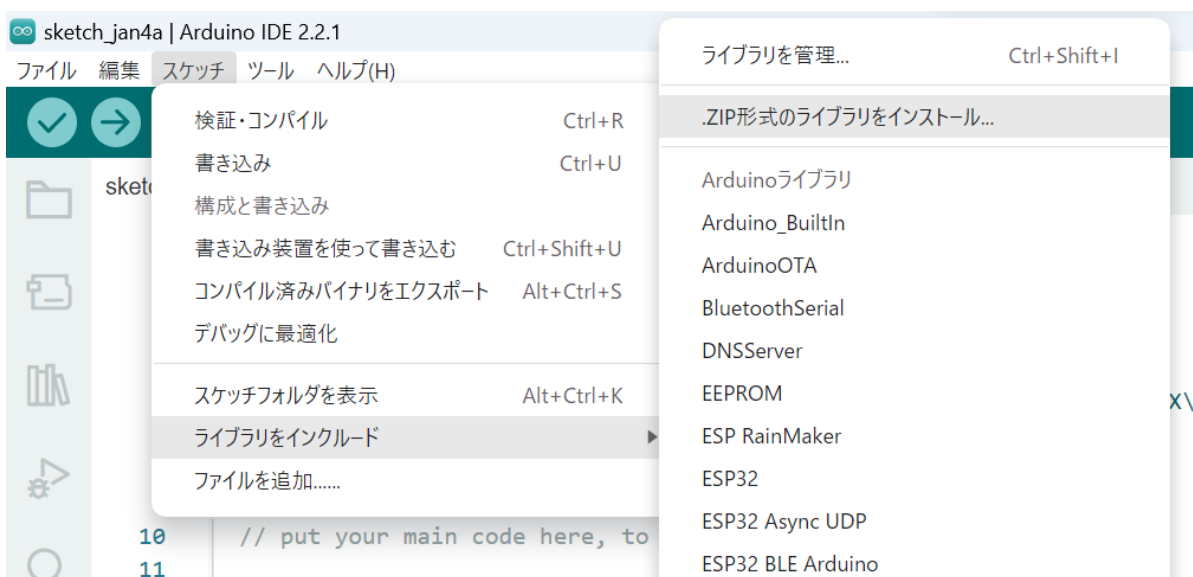 sketch_jan4a | Arduino IDE 2.2.1
ファイル 編集 スケッチ ツール ヘルプ(H)
検証・コンパイル Ctrl+R
書き込み Ctrl+U
構成と書き込み
書き込み装置を使って書き込む Ctrl+Shift+U
コンパイル済みバイナリをエクスポート Alt+Ctrl+S
デバッグに最適化
スケッチフォルダを表示 Alt+Ctrl+K
ライブラリをインクルード
ファイルを追加......
ライブラリを管理... Ctrl+Shift+I
.ZIP形式のライブラリをインストール...
Arduinoライブラリ
Arduino_BuiltIn
ArduinoOTA
BluetoothSerial
DNSServer
EEPROM
ESP RainMaker
ESP32
ESP32 Async UDP
ESP32 BLE Arduino
10 // put your main code here, to
11